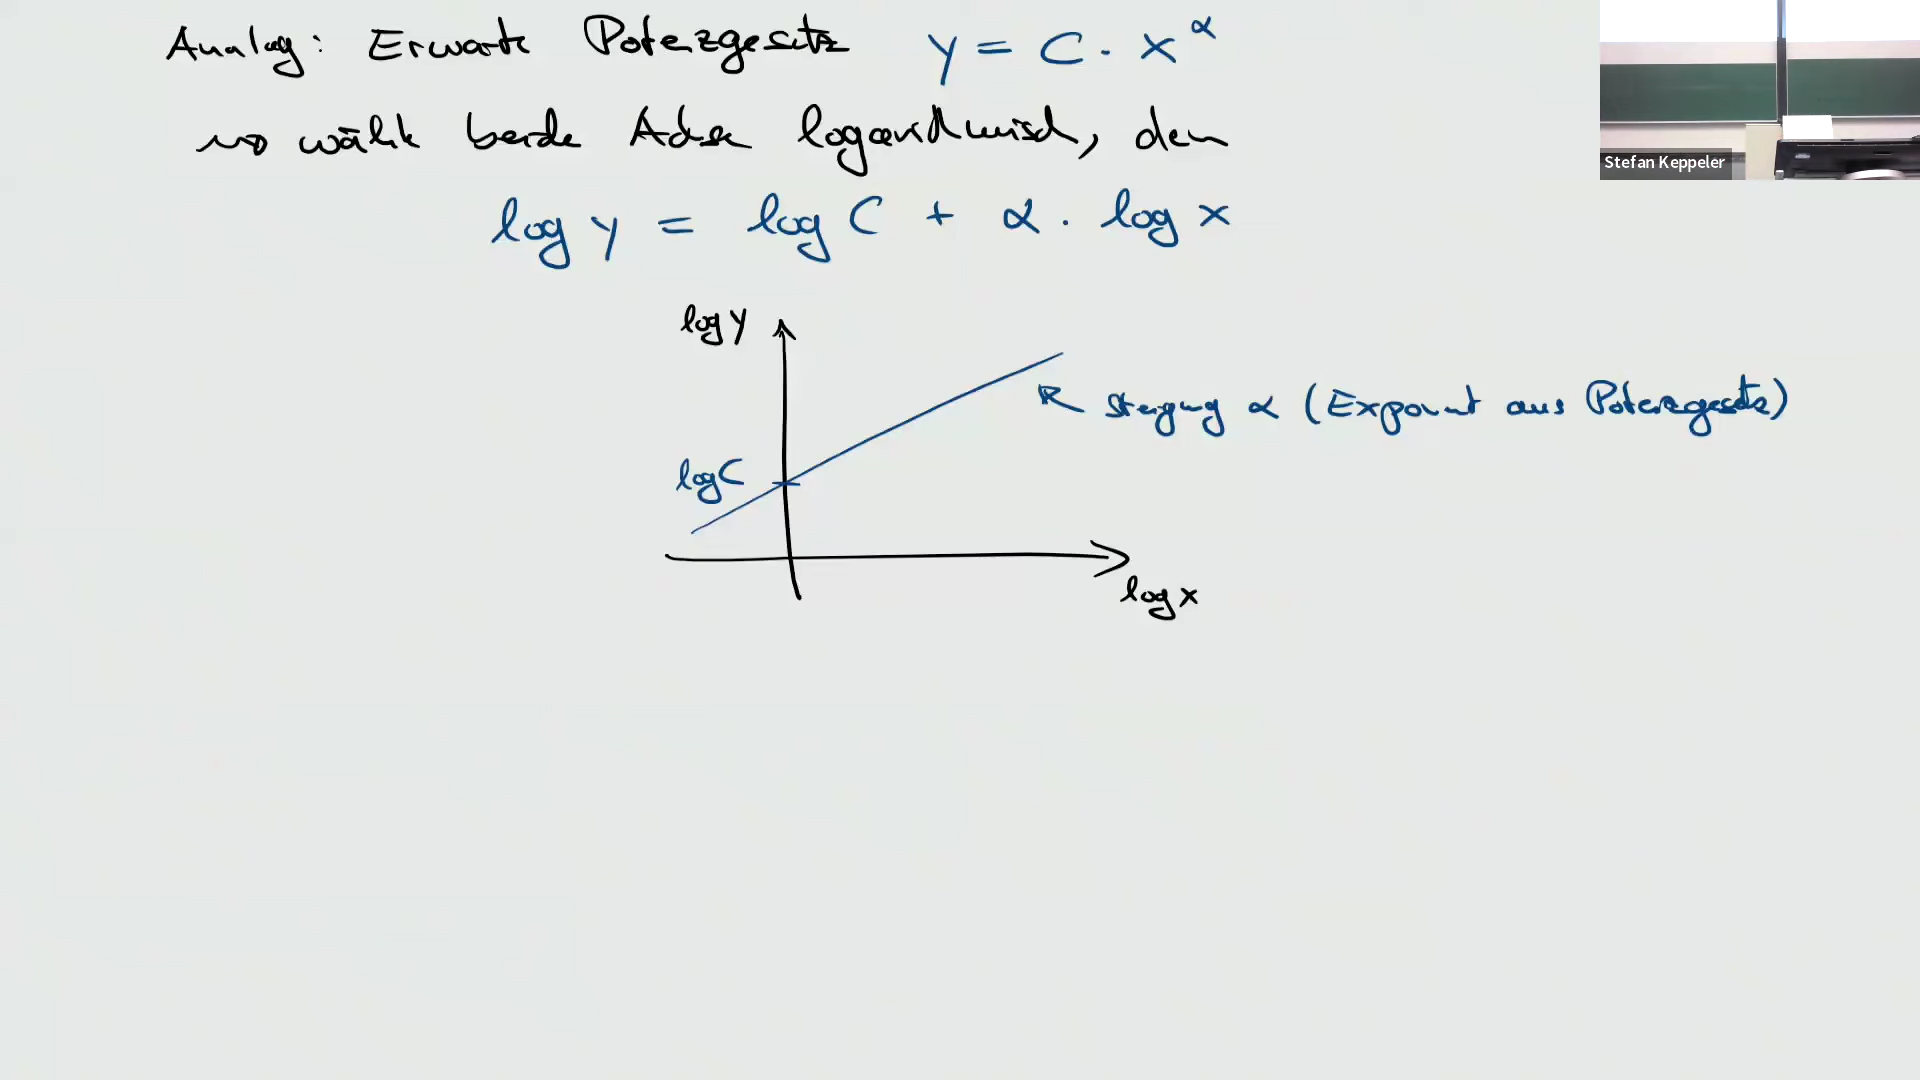 Analog: Erwarte Potenzgesetz y = C · x^α
⇝ wähle beide Achsen logarithmisch, denn
log y = log C + α · log x
log y
Steigung α (Exponent aus Potenzgesetz)
log C
log x
Stefan Keppeler